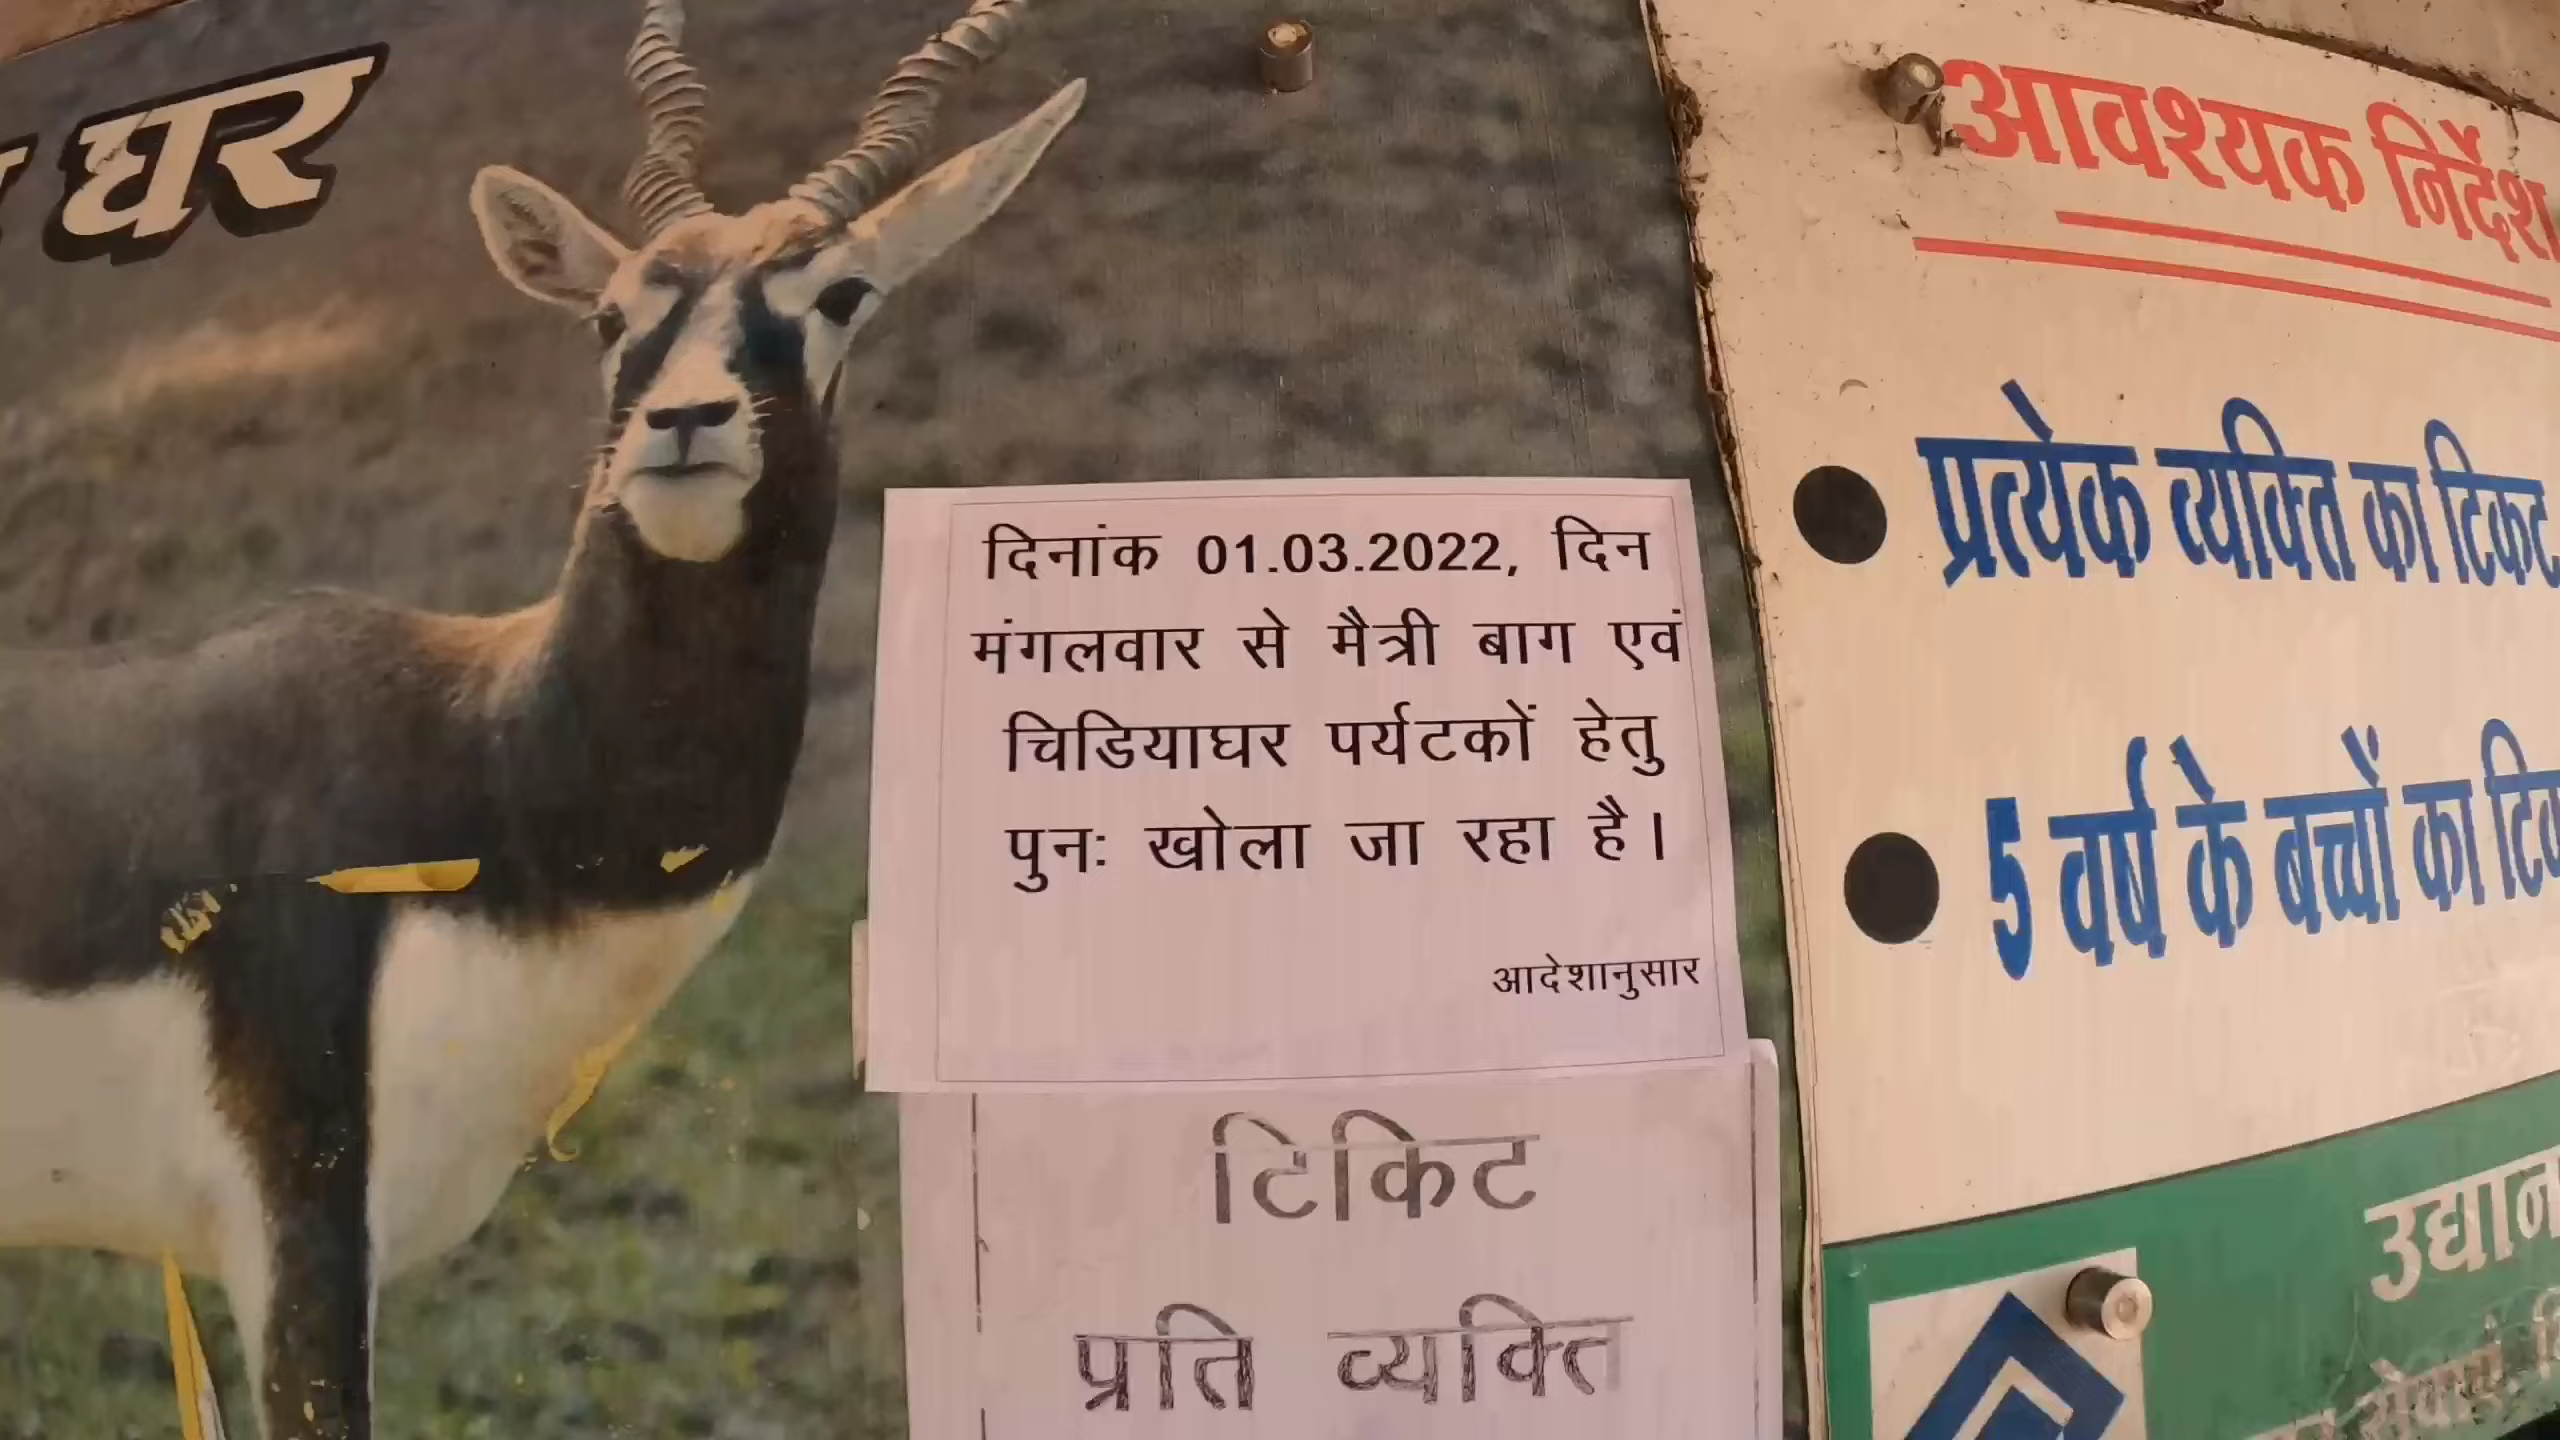 घर
दिनांक 01.03.2022, दिन
मंगलवार से मैत्री बाग एवं
चिडियाघर पर्यटकों हेतु
पुनः खोला जा रहा है।
आदेशानुसार
टिकिट
प्रति व्यक्ति
आवश्यक निर्देश
प्रत्येक व्यक्ति का टिकट
5 वर्ष के बच्चों का
उद्यान